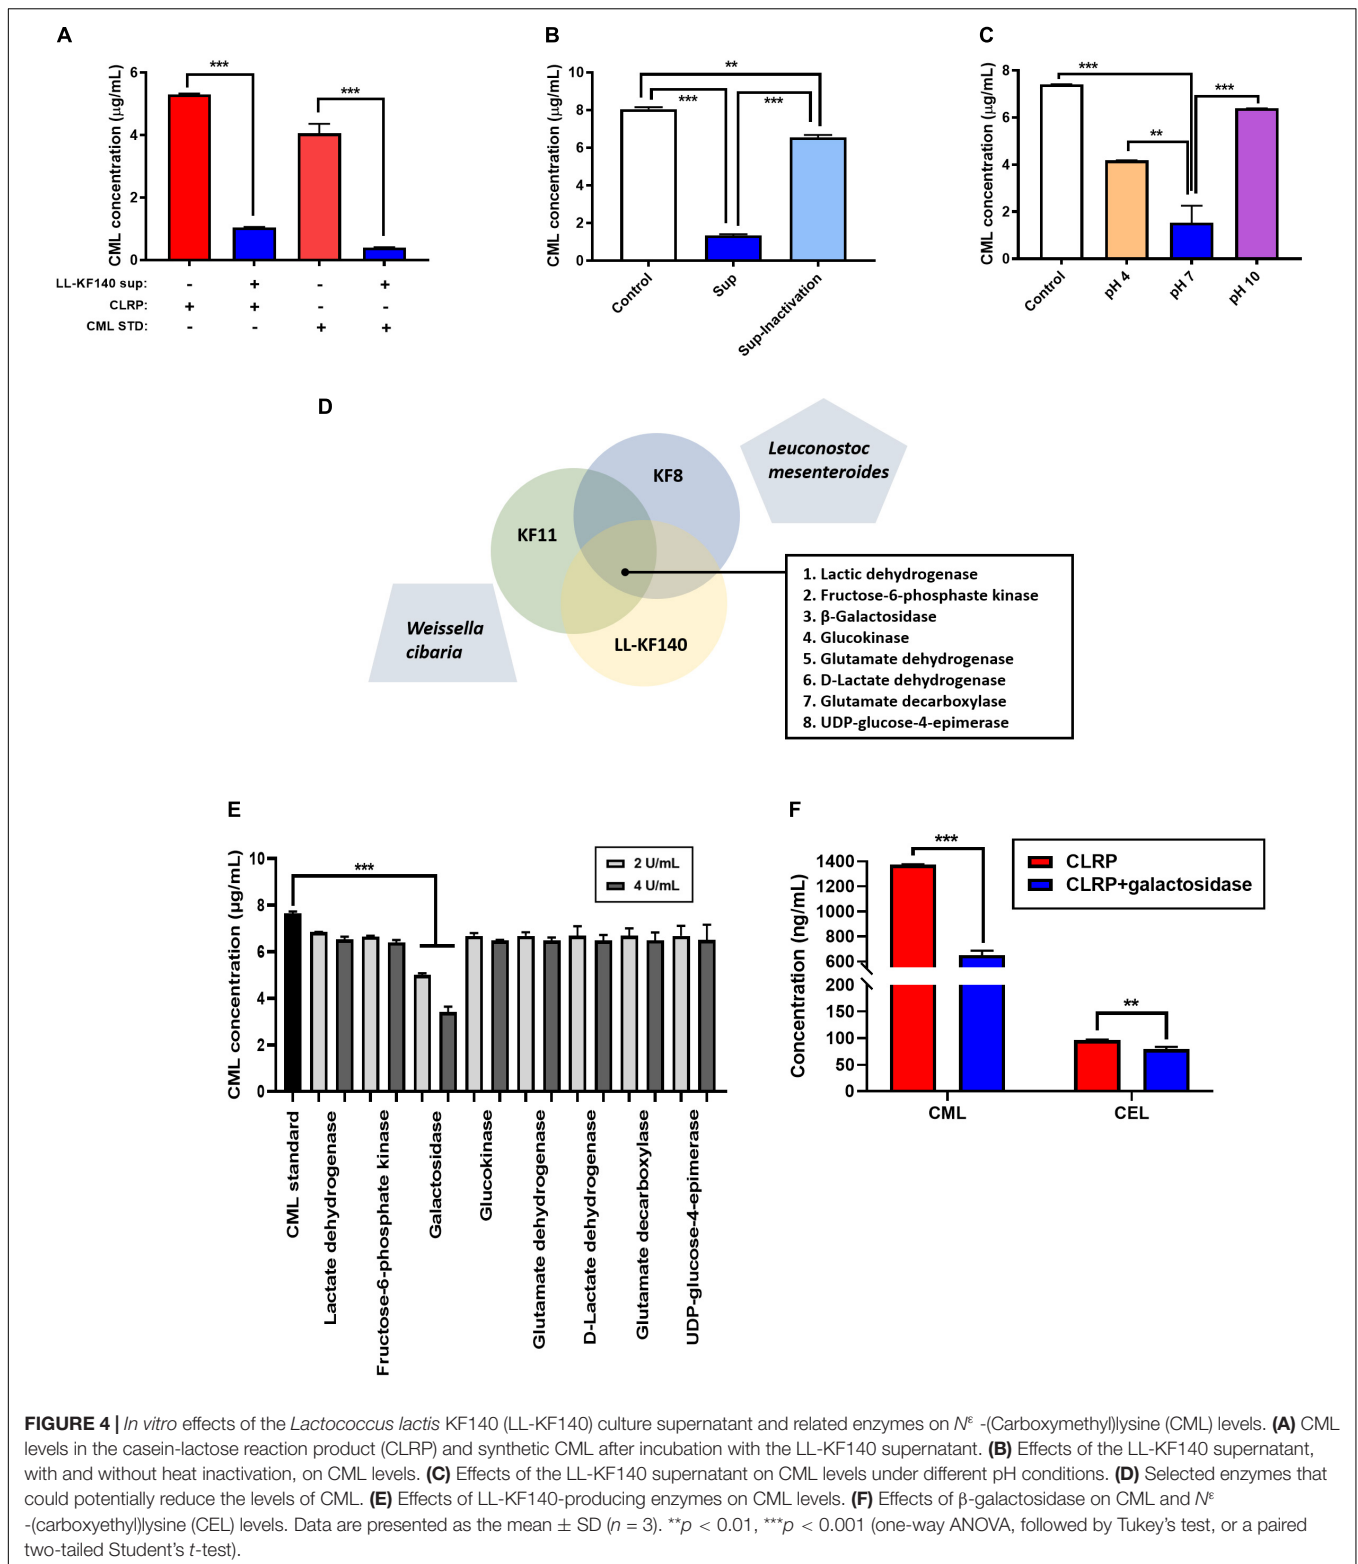 A
CML concentration (µg/mL)
6
4
2
0
***
***
LL-KF140 sup: - + - +
CLRP: + + - -
CML STD: - - + +
B
CML concentration (µg/mL)
10
8
6
4
2
0
**
***
***
Control
Sup
Sup-Inactivation
C
CML concentration (µg/mL)
8
6
4
2
0
***
***
**
Control
pH 4
pH 7
pH 10
D
KF8
KF11
LL-KF140
Leuconostoc
mesenteroides
Weissella
cibaria
1. Lactic dehydrogenase
2. Fructose-6-phosphaste kinase
3. β-Galactosidase
4. Glucokinase
5. Glutamate dehydrogenase
6. D-Lactate dehydrogenase
7. Glutamate decarboxylase
8. UDP-glucose-4-epimerase
E
CML concentration (µg/mL)
10
8
6
4
2
0
***
2 U/mL
4 U/mL
CML standard
Lactate dehydrogenase
Fructose-6-phosphate kinase
Galactosidase
Glucokinase
Glutamate dehydrogenase
D-Lactate dehydrogenase
Glutamate decarboxylase
UDP-glucose-4-epimerase
F
Concentration (ng/mL)
1400
1200
1000
800
600
200
150
100
50
0
***
**
CLRP
CLRP+galactosidase
CML
CEL
FIGURE 4 | In vitro effects of the Lactococcus lactis KF140 (LL-KF140) culture supernatant and related enzymes on Nε -(Carboxymethyl)lysine (CML) levels. (A) CML
levels in the casein-lactose reaction product (CLRP) and synthetic CML after incubation with the LL-KF140 supernatant. (B) Effects of the LL-KF140 supernatant,
with and without heat inactivation, on CML levels. (C) Effects of the LL-KF140 supernatant on CML levels under different pH conditions. (D) Selected enzymes that
could potentially reduce the levels of CML. (E) Effects of LL-KF140-producing enzymes on CML levels. (F) Effects of β-galactosidase on CML and Nε
-(carboxyethyl)lysine (CEL) levels. Data are presented as the mean ± SD (n = 3). **p < 0.01, ***p < 0.001 (one-way ANOVA, followed by Tukey's test, or a paired
two-tailed Student's t-test).